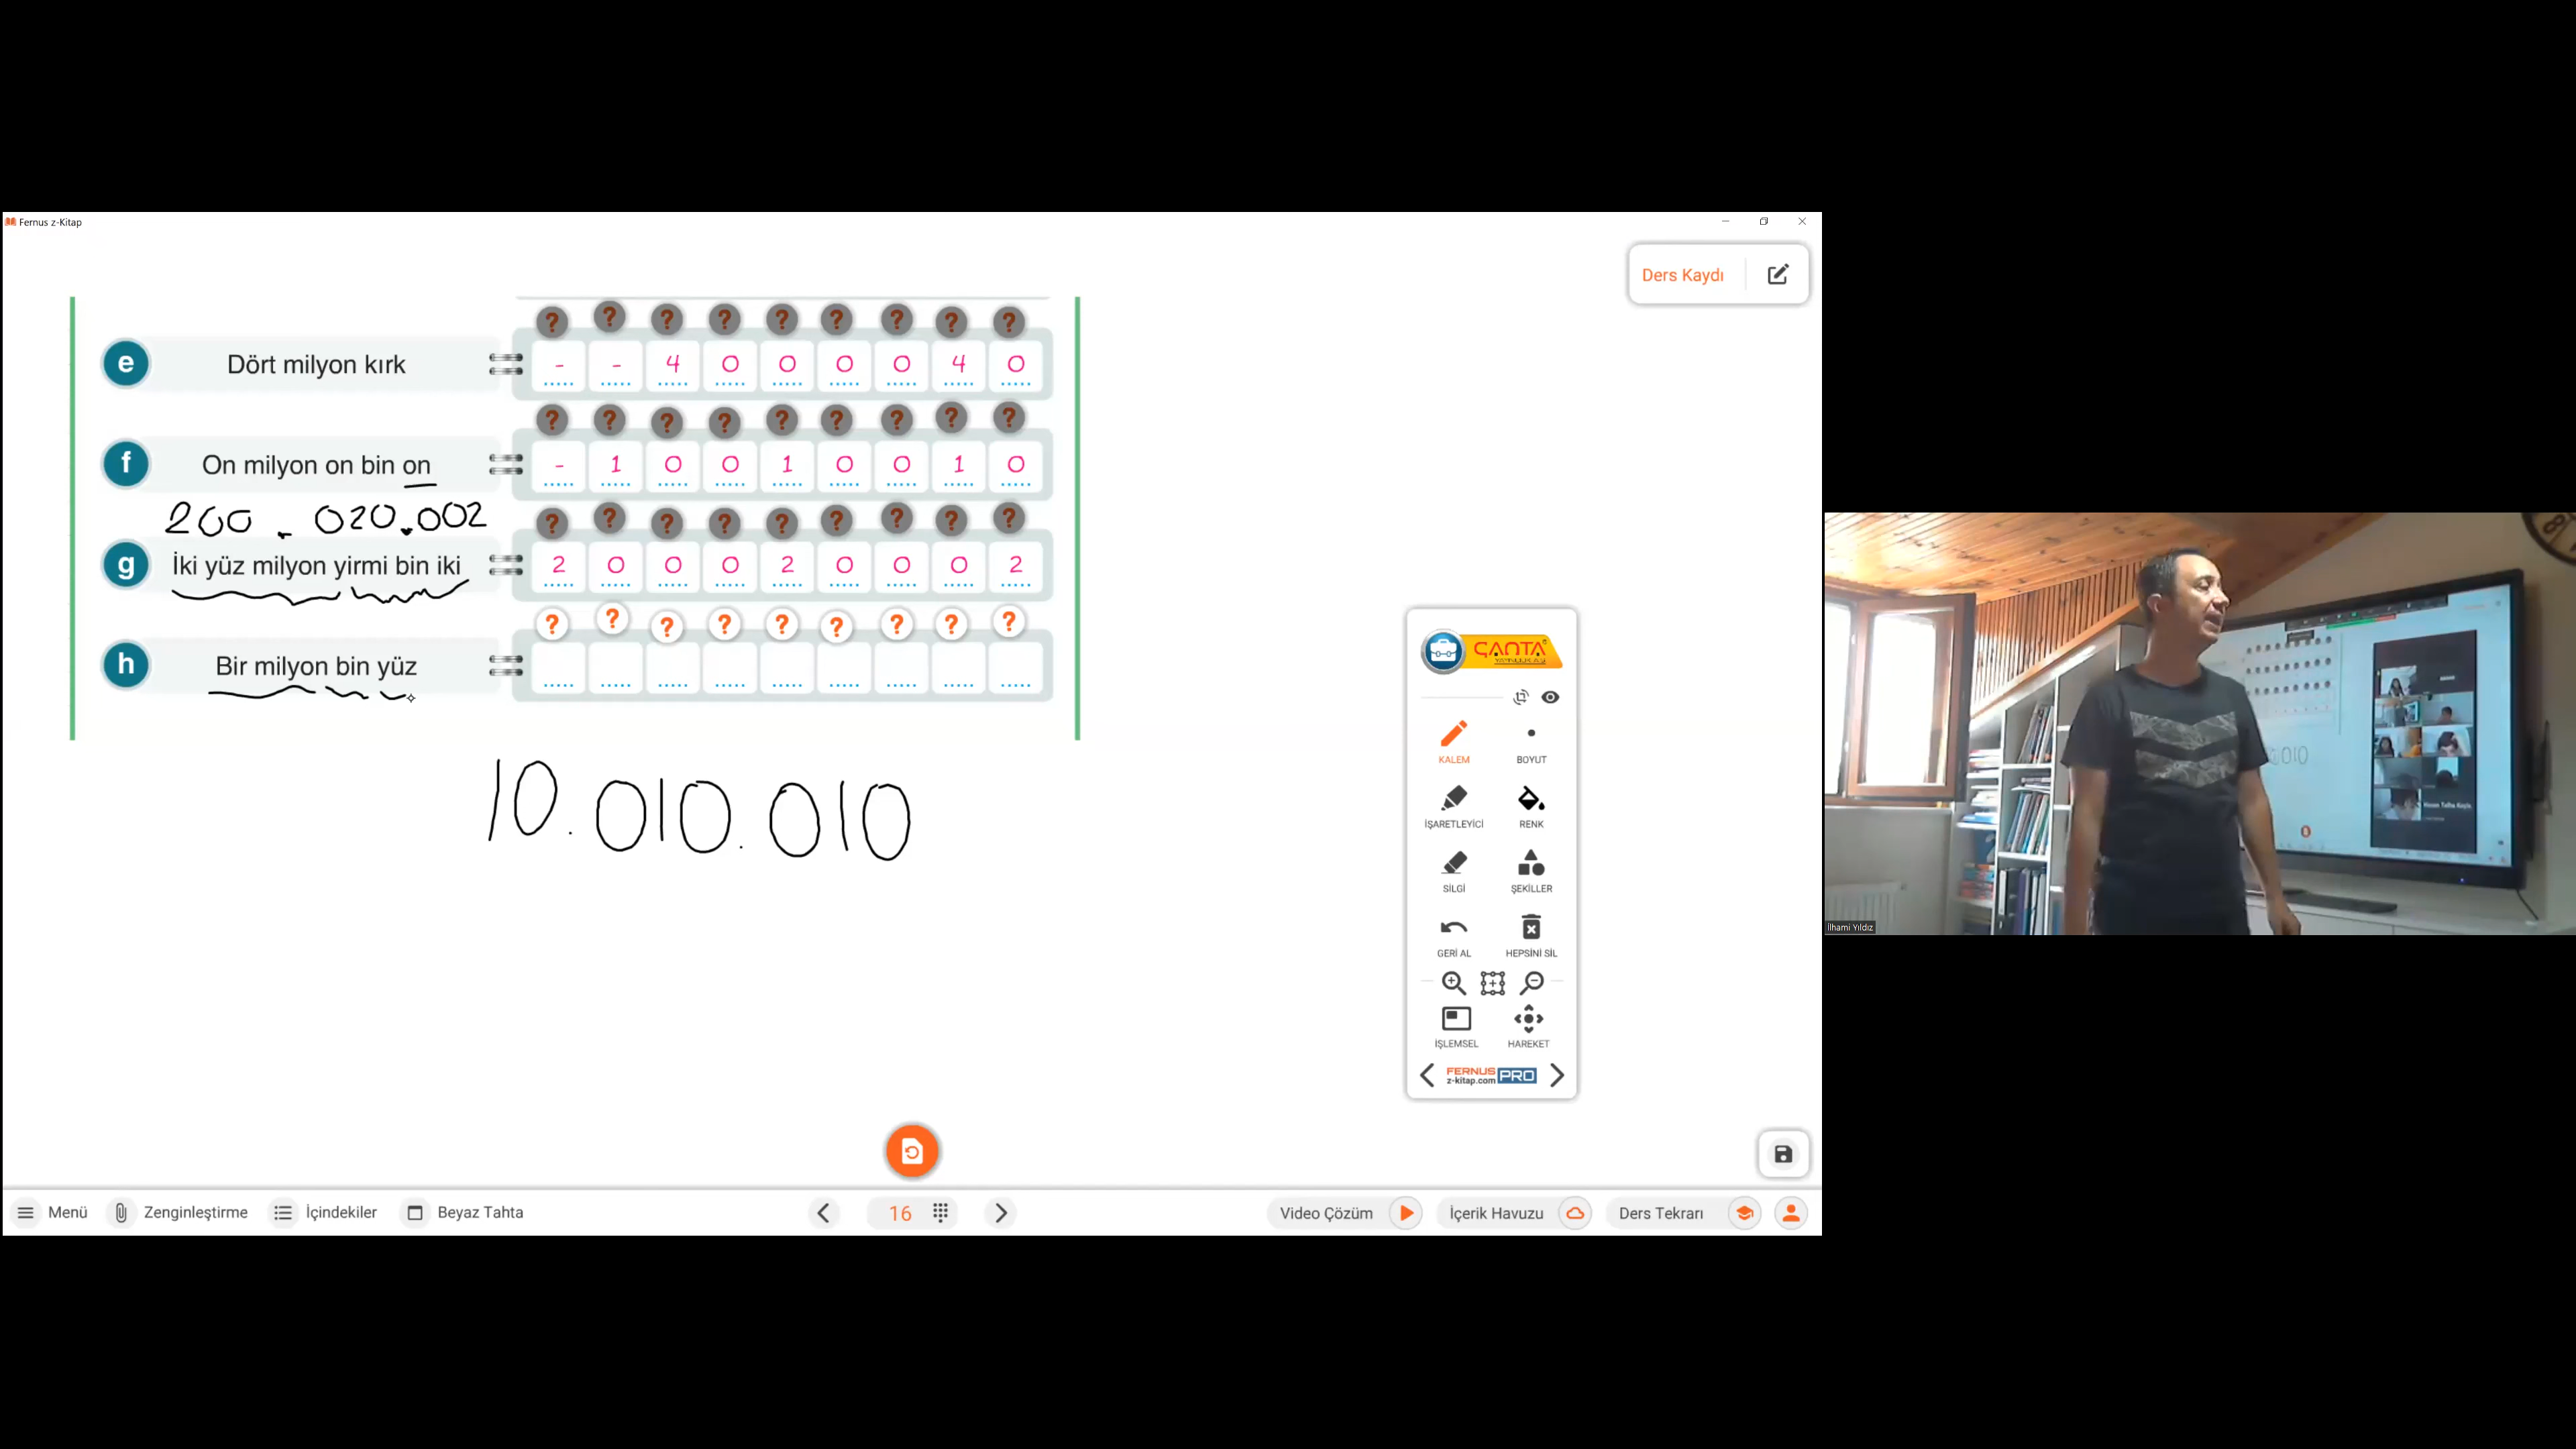 Fernus z-Kitap
Ders Kaydı
? ? ? ? ? ? ? ? ?
e Dört milyon kırk - - 4 0 0 0 0 4 0
? ? ? ? ? ? ? ? ?
f On milyon on bin on - 1 0 0 1 0 0 1 0
200.020.002
? ? ? ? ? ? ? ? ?
g İki yüz milyon yirmi bin iki 2 0 0 0 2 0 0 0 2
? ? ? ? ? ? ? ? ?
h Bir milyon bin yüz
10.010.010
ÇANTA
YAYINCILIK A.Ş.
KALEM BOYUT
İŞARETLEYİCİ RENK
SİLGİ ŞEKİLLER
GERİ AL HEPSİNİ SİL
İŞLEMSEL HAREKET
FERNUS
z-kitap.com PRO
Menü Zenginleştirme İçindekiler Beyaz Tahta 16 Video Çözüm İçerik Havuzu Ders Tekrarı
İlhami Yıldız
010